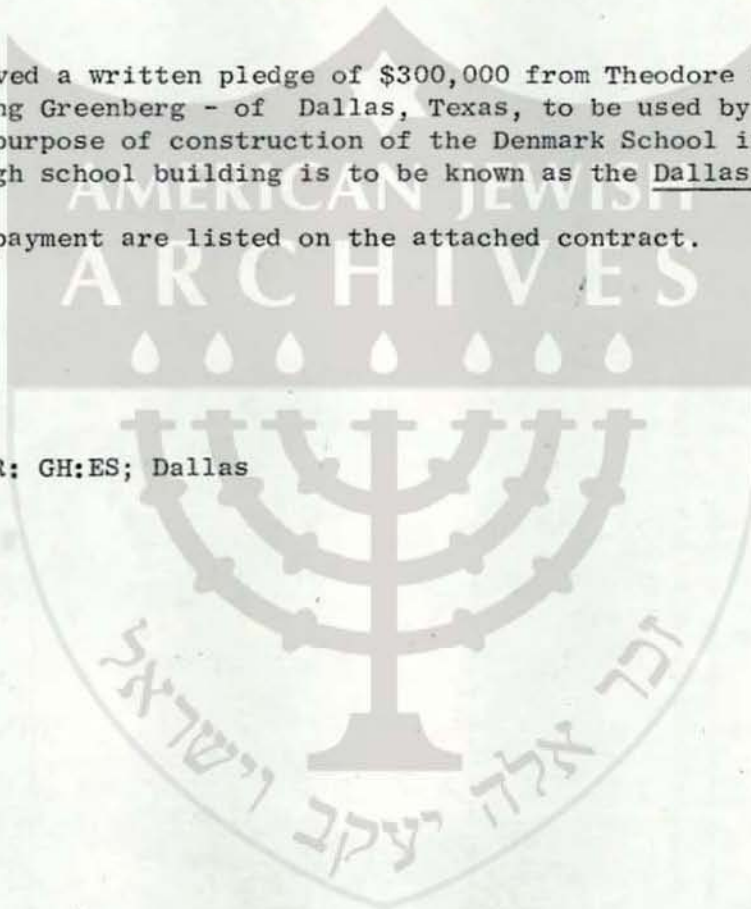 ved a written pledge of $300,000 from Theodore
ng Greenberg - of Dallas, Texas, to be used by
purpose of construction of the Denmark School i
gh school building is to be known as the Dallas
AMERICAN JEWISH
payment are listed on the attached contract.
ARCHIVES
R: GH:ES; Dallas
זכר אלה יעקב וישראל